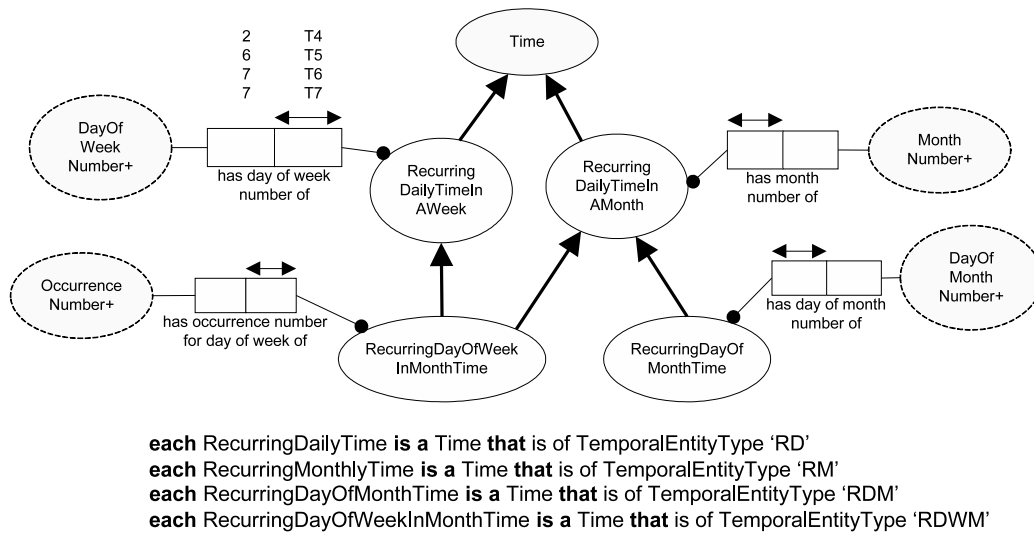 2 T4
6 T5
7 T6
7 T7
Time
DayOf
Week
Number+
has day of week
number of
Recurring
DailyTimeIn
AWeek
Recurring
DailyTimeIn
AMonth
has month
number of
Month
Number+
Occurrence
Number+
has occurrence number
for day of week of
RecurringDayOfWeek
InMonthTime
RecurringDayOf
MonthTime
has day of month
number of
DayOf
Month
Number+
each RecurringDailyTime is a Time that is of TemporalEntityType ‘RD’
each RecurringMonthlyTime is a Time that is of TemporalEntityType ‘RM’
each RecurringDayOfMonthTime is a Time that is of TemporalEntityType ‘RDM’
each RecurringDayOfWeekInMonthTime is a Time that is of TemporalEntityType ‘RDWM’